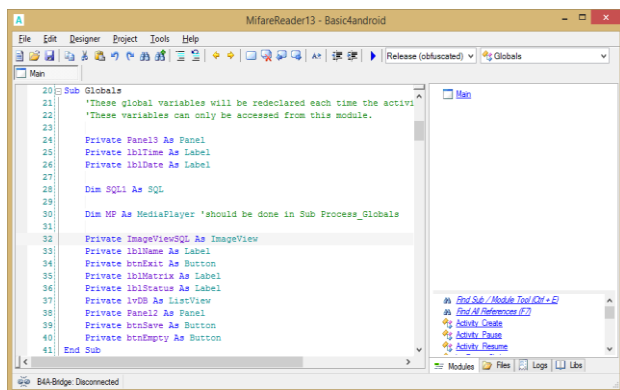 A MifareReader13 - Basic4android
File Edit Designer Project Tools Help
Release (obfuscated) Globals
Main
20 Sub Globals
21 'These global variables will be redeclared each time the activi
22 'These variables can only be accessed from this module.
23
24 Private Panel3 As Panel
25 Private lblTime As Label
26 Private lblDate As Label
27
28 Dim SQL1 As SQL
29
30 Dim MP As MediaPlayer 'should be done in Sub Process_Globals
31
32 Private ImageViewSQL As ImageView
33 Private lblName As Label
34 Private btnExit As Button
35 Private lblMatrix As Label
36 Private lblStatus As Label
37 Private lvDB As ListView
38 Private Panel2 As Panel
39 Private btnSave As Button
40 Private btnEmpty As Button
41 End Sub
Main
Find Sub / Module Tool (Ctrl + E)
Find All References (F7)
Activity_Create
Activity_Pause
Activity_Resume
Modules Files Logs Libs
B4A-Bridge: Disconnected